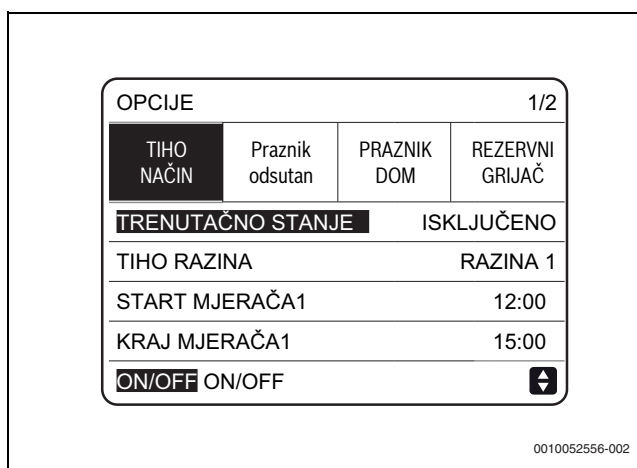 OPCIJE 1/2
TIHO NAČIN Praznik odsutan PRAZNIK DOM REZERVNI GRIJAČ
TRENUTAČNO STANJE ISKLJUČENO
TIHO RAZINA RAZINA 1
START MJERAČA1 12:00
KRAJ MJERAČA1 15:00
ON/OFF ON/OFF
0010052556-002